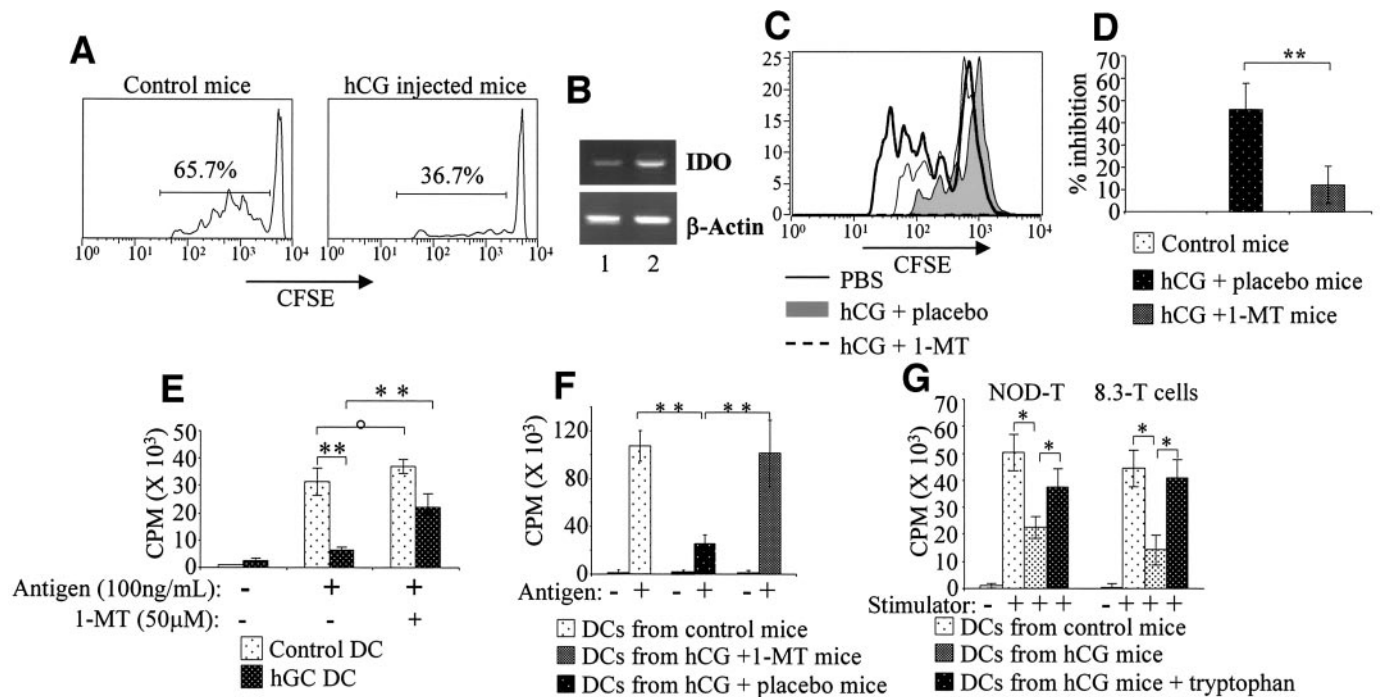 A
Control mice
hCG injected mice
65.7%
36.7%
10⁰ 10¹ 10² 10³ 10⁴
10⁰ 10¹ 10² 10³ 10⁴
CFSE
B
IDO
β-Actin
1 2
C
25
20
15
10
5
0
10⁰ 10¹ 10² 10³ 10⁴
CFSE
PBS
hCG + placebo
hCG + 1-MT
D
% inhibition
70
60
50
40
30
20
10
0
**
Control mice
hCG + placebo mice
hCG +1-MT mice
E
CPM (X 10³)
50
40
30
20
10
0
* *
**
Antigen (100ng/mL): - + +
1-MT (50µM): - - +
Control DC
hGC DC
F
CPM (X 10³)
120
80
40
0
* * * *
Antigen: - + - + - +
DCs from control mice
DCs from hCG +1-MT mice
DCs from hCG + placebo mice
G
NOD-T 8.3-T cells
CPM (X 10³)
70
60
50
40
30
20
10
0
* * * *
Stimulator: - + + + - + + +
DCs from control mice
DCs from hCG mice
DCs from hCG mice + tryptophan